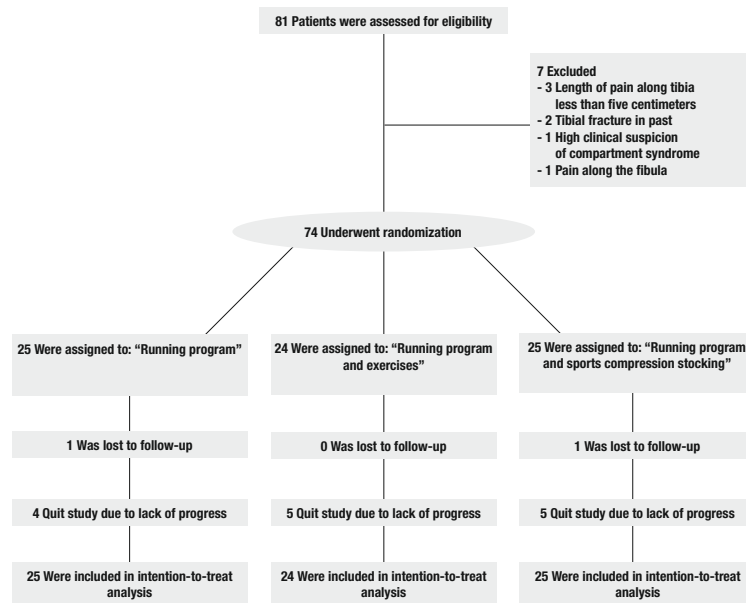 81 Patients were assessed for eligibility
7 Excluded
- 3 Length of pain along tibia
less than five centimeters
- 2 Tibial fracture in past
- 1 High clinical suspicion
of compartment syndrome
- 1 Pain along the fibula
74 Underwent randomization
25 Were assigned to: “Running program”
24 Were assigned to: “Running program
and exercises”
25 Were assigned to: “Running program
and sports compression stocking”
1 Was lost to follow-up
0 Was lost to follow-up
1 Was lost to follow-up
4 Quit study due to lack of progress
5 Quit study due to lack of progress
5 Quit study due to lack of progress
25 Were included in intention-to-treat
analysis
24 Were included in intention-to-treat
analysis
25 Were included in intention-to-treat
analysis